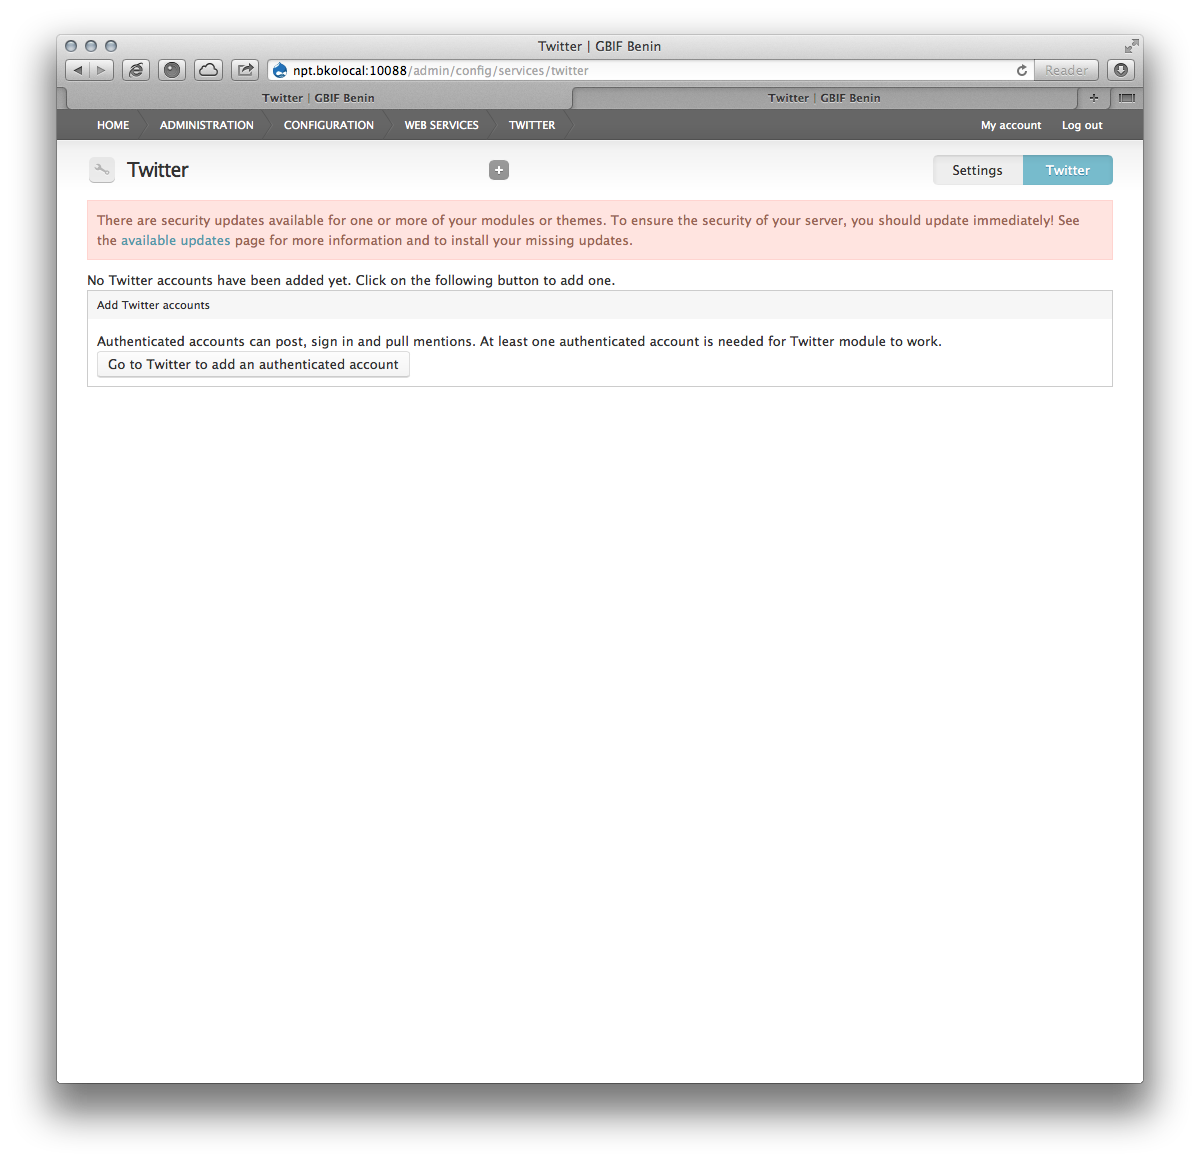 Twitter | GBIF Benin
npt.bkolocal:10088/admin/config/services/twitter
Reader
Twitter | GBIF Benin
Twitter | GBIF Benin
HOME ADMINISTRATION CONFIGURATION WEB SERVICES TWITTER My account Log out
Twitter
Settings Twitter
There are security updates available for one or more of your modules or themes. To ensure the security of your server, you should update immediately! See
the available updates page for more information and to install your missing updates.
No Twitter accounts have been added yet. Click on the following button to add one.
Add Twitter accounts
Authenticated accounts can post, sign in and pull mentions. At least one authenticated account is needed for Twitter module to work.
Go to Twitter to add an authenticated account